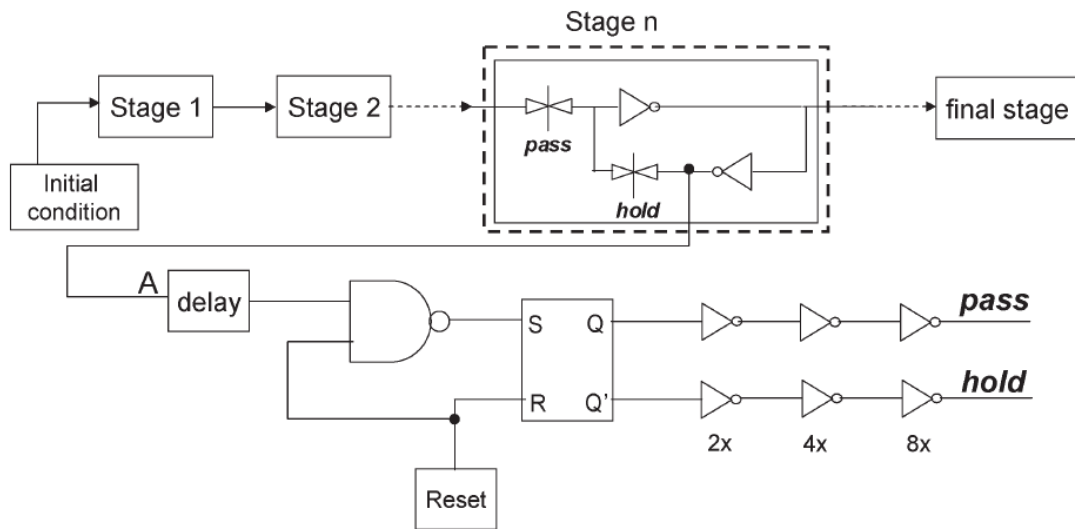 Stage n
Stage 1
Stage 2
final stage
pass
Initial
condition
hold
A
delay
pass
S
Q
hold
R
Q'
2x
4x
8x
Reset